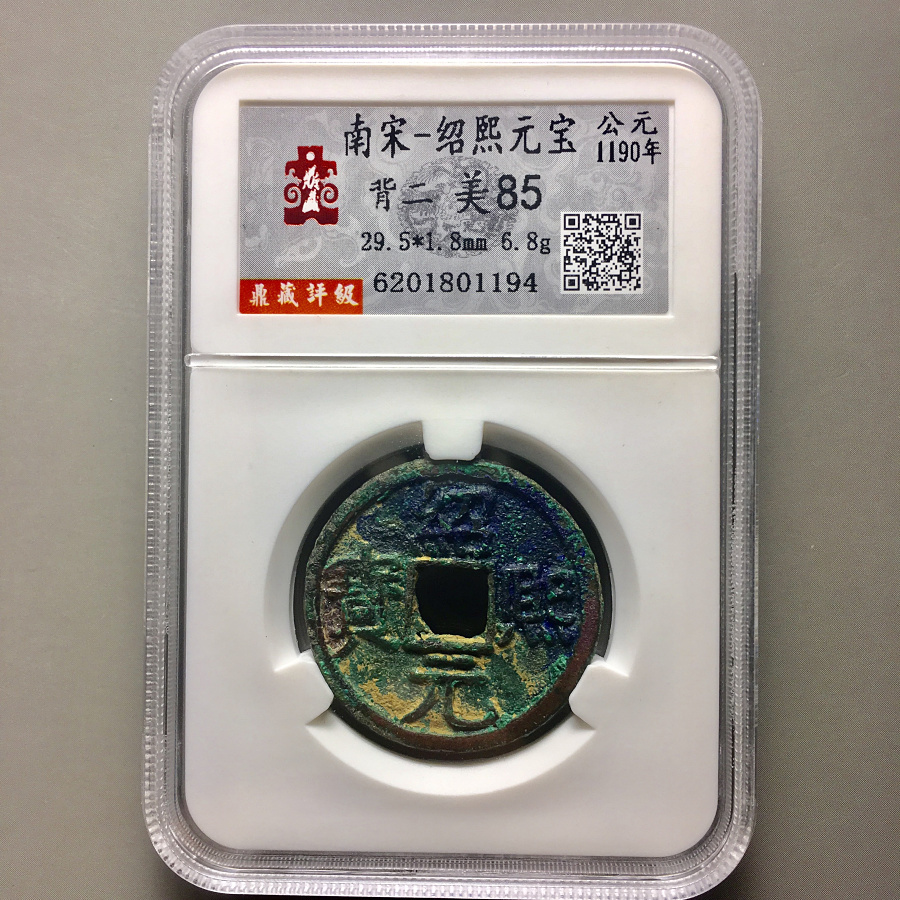 南宋-绍熙元宝
公元
1190年
背二 美85
29.5*1.8mm 6.8g
6201801194
鼎藏評級
紹熙元寶